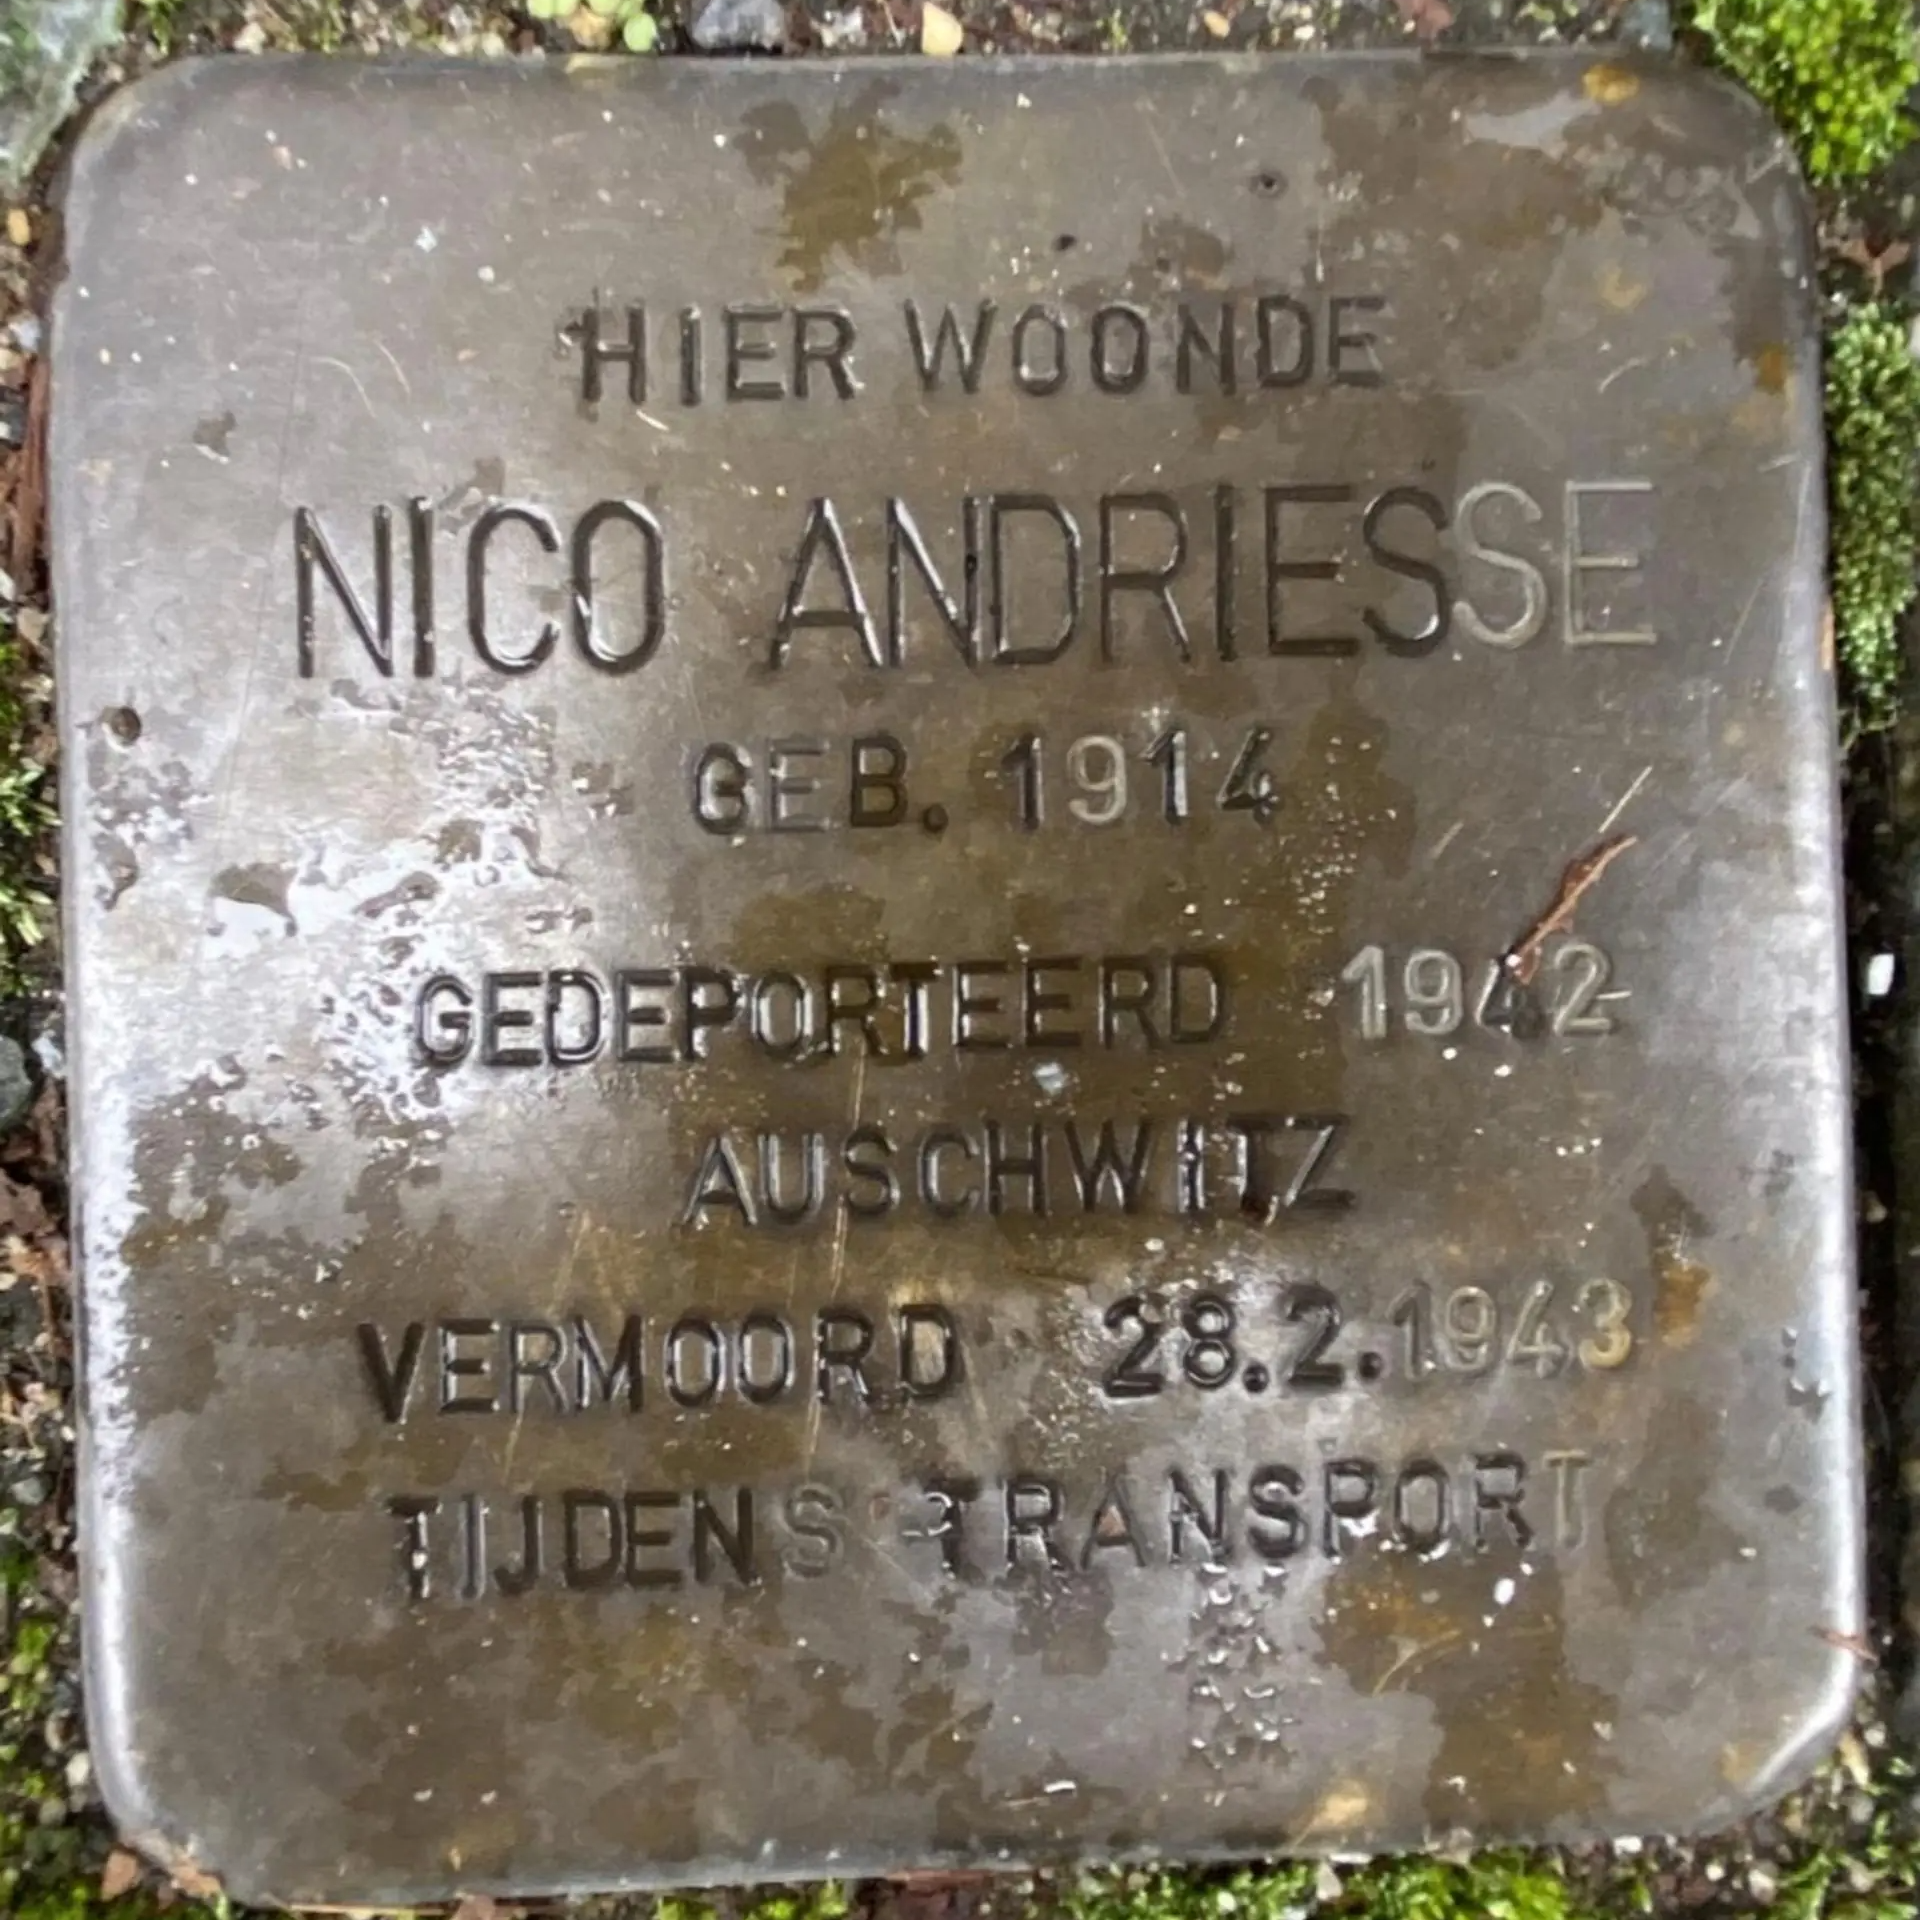 HIER WOONDE
NICO ANDRIESSE
GEB. 1914
GEDEPORTEERD 1942
AUSCHWITZ
VERMOORD 28.2.1943
TIJDENS TRANSPORT